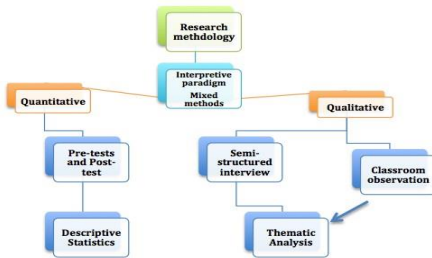 Research
methdology
Interpretive
paradigm
Mixed
methods
Quantitative
Qualitative
Pre-tests and Post-
test
Semi-
structured
interview
Classroom
observation
Descriptive
Statistics
Thematic
Analysis